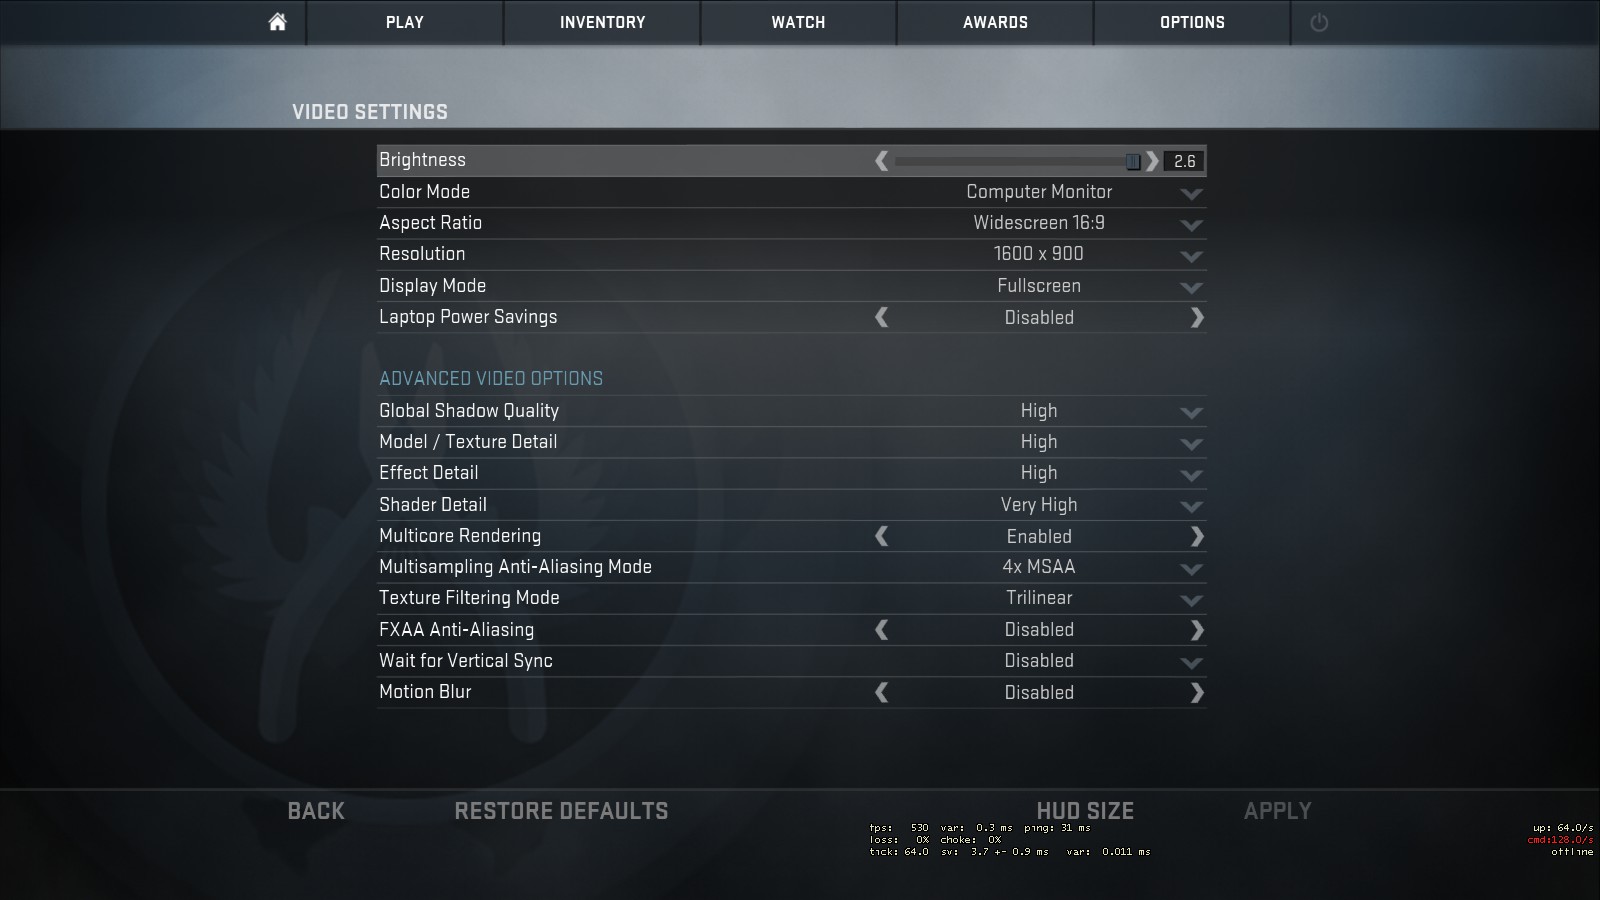 PLAY INVENTORY WATCH AWARDS OPTIONS
VIDEO SETTINGS
Brightness 2.6
Color Mode Computer Monitor
Aspect Ratio Widescreen 16:9
Resolution 1600 x 900
Display Mode Fullscreen
Laptop Power Savings Disabled
ADVANCED VIDEO OPTIONS
Global Shadow Quality High
Model / Texture Detail High
Effect Detail High
Shader Detail Very High
Multicore Rendering Enabled
Multisampling Anti-Aliasing Mode 4x MSAA
Texture Filtering Mode Trilinear
FXAA Anti-Aliasing Disabled
Wait for Vertical Sync Disabled
Motion Blur Disabled
BACK RESTORE DEFAULTS HUD SIZE APPLY
fps: 530 var: 0.3 ms ping: 31 ms
loss: 0% choke: 0%
tick: 64.0 sv: 3.7 +- 0.9 ms var: 0.011 ms
up: 64.0/s
cmd:128.0/s
offline